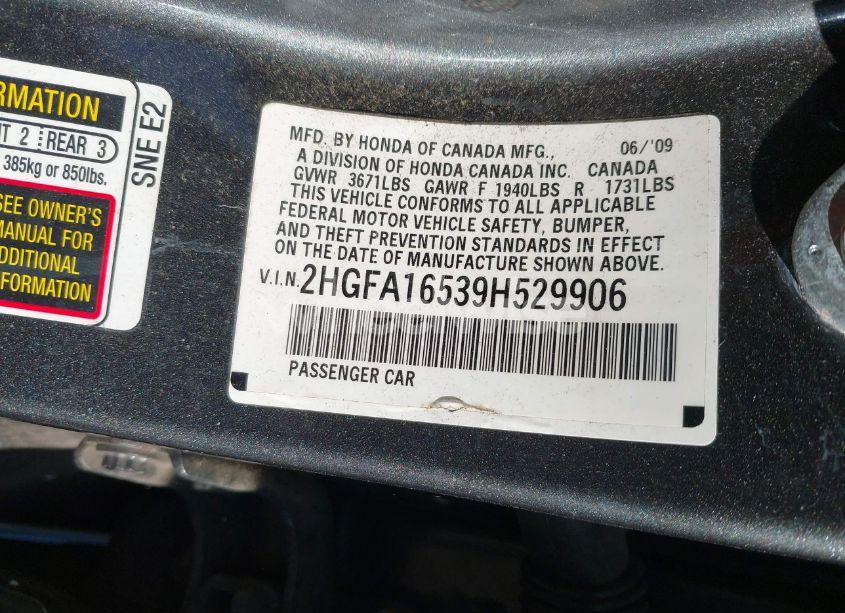 RMATION
NT 2 REAR 3
385kg or 850lbs.
SEE OWNER'S
MANUAL FOR
ADDITIONAL
INFORMATION
SNE E2
MFD. BY HONDA OF CANADA MFG., 06/'09
A DIVISION OF HONDA CANADA INC. CANADA
GVWR 3671LBS GAWR F 1940LBS R 1731LBS
THIS VEHICLE CONFORMS TO ALL APPLICABLE
FEDERAL MOTOR VEHICLE SAFETY, BUMPER,
AND THEFT PREVENTION STANDARDS IN EFFECT
ON THE DATE OF MANUFACTURE SHOWN ABOVE.
V.I.N. 2HGFA16539H529906
PASSENGER CAR